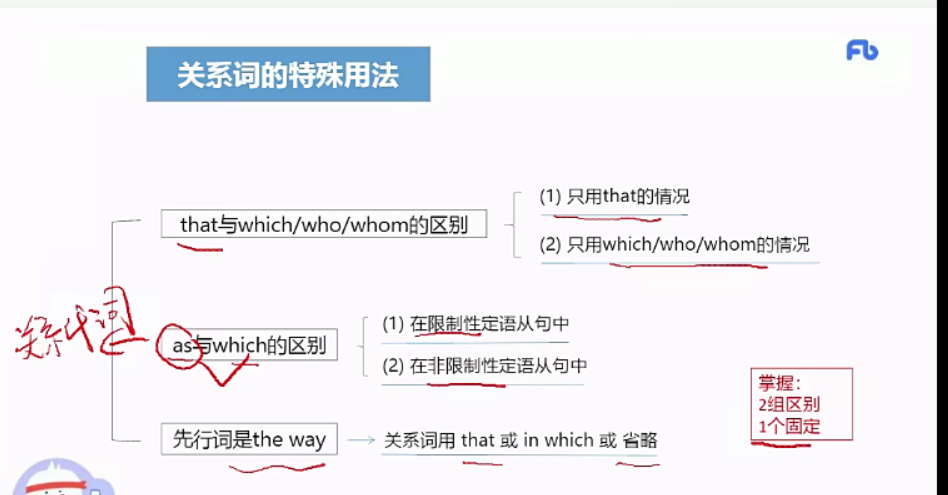 关系词的特殊用法
that与which/who/whom的区别
(1) 只用that的情况
(2) 只用which/who/whom的情况
关系代词
as与which的区别
(1) 在限制性定语从句中
(2) 在非限制性定语从句中
先行词是the way
关系词用 that 或 in which 或 省略
掌握：
2组区别
1个固定